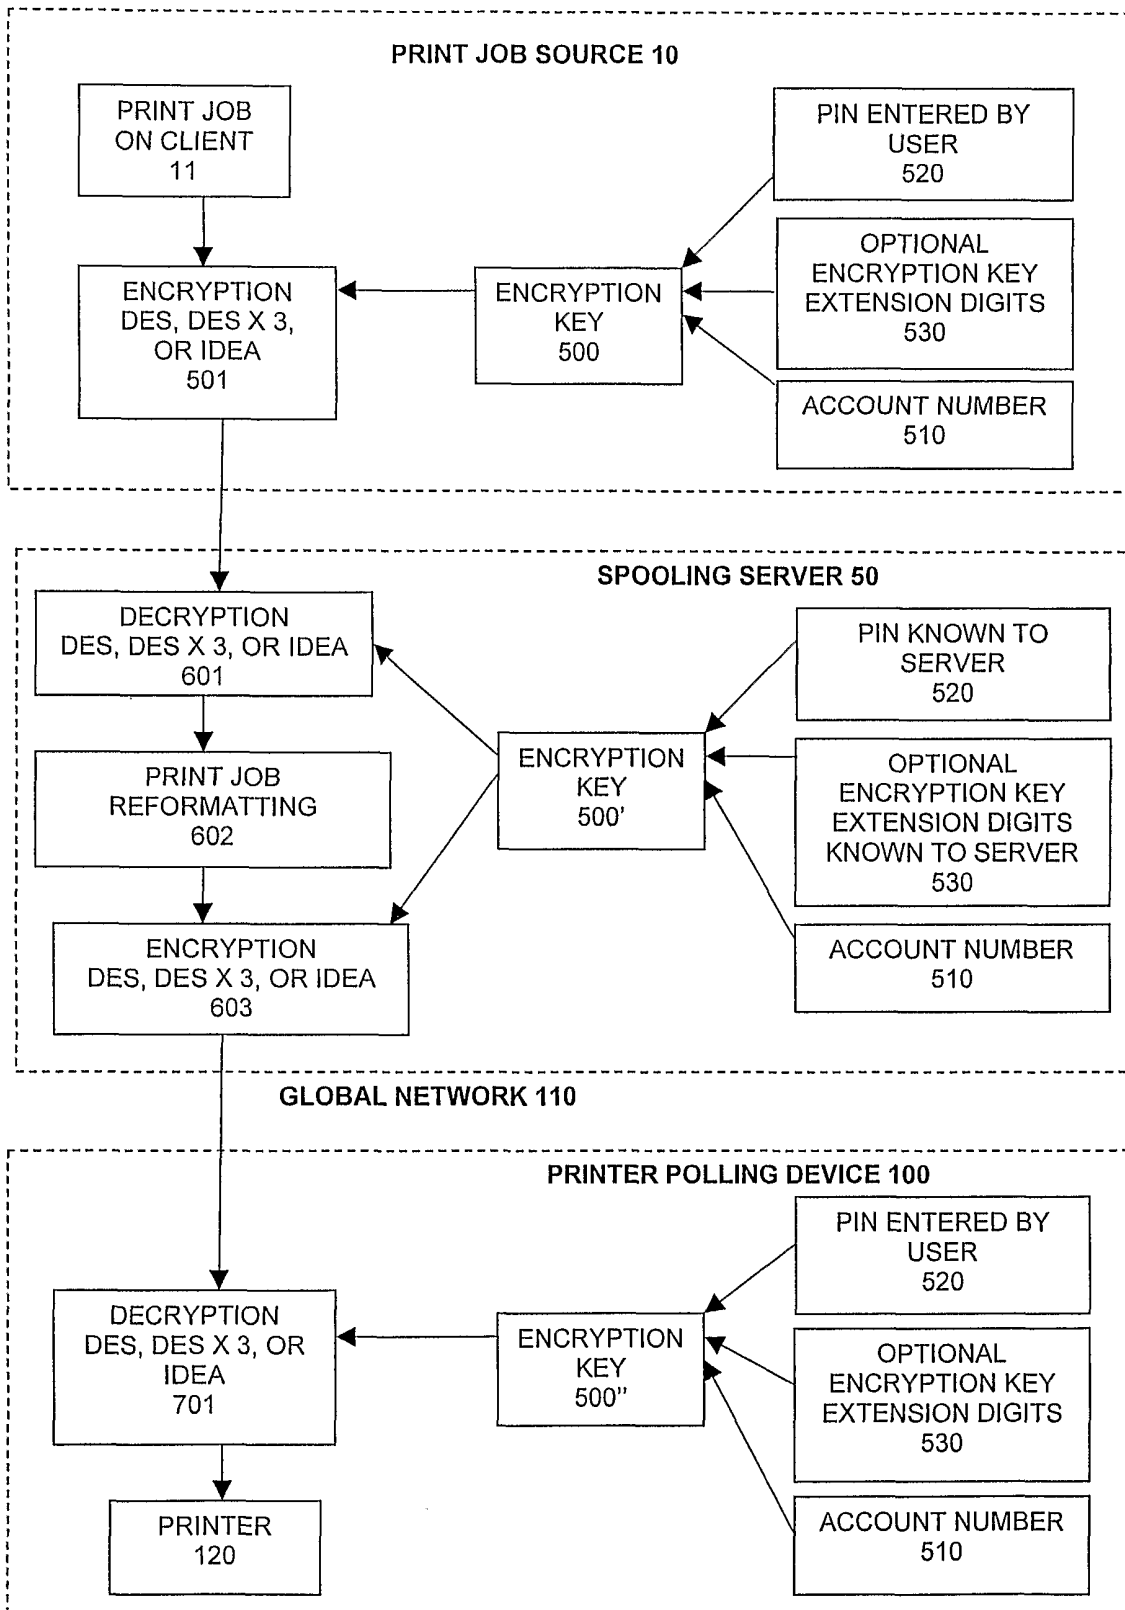 PRINT JOB SOURCE 10
PRINT JOB
ON CLIENT
11
PIN ENTERED BY
USER
520
ENCRYPTION
DES, DES X 3,
OR IDEA
501
ENCRYPTION
KEY
500
OPTIONAL
ENCRYPTION KEY
EXTENSION DIGITS
530
ACCOUNT NUMBER
510
SPOOLING SERVER 50
DECRYPTION
DES, DES X 3, OR IDEA
601
PIN KNOWN TO
SERVER
520
PRINT JOB
REFORMATTING
602
ENCRYPTION
KEY
500'
OPTIONAL
ENCRYPTION KEY
EXTENSION DIGITS
KNOWN TO SERVER
530
ENCRYPTION
DES, DES X 3, OR IDEA
603
ACCOUNT NUMBER
510
GLOBAL NETWORK 110
PRINTER POLLING DEVICE 100
PIN ENTERED BY
USER
520
DECRYPTION
DES, DES X 3, OR
IDEA
701
ENCRYPTION
KEY
500"
OPTIONAL
ENCRYPTION KEY
EXTENSION DIGITS
530
PRINTER
120
ACCOUNT NUMBER
510